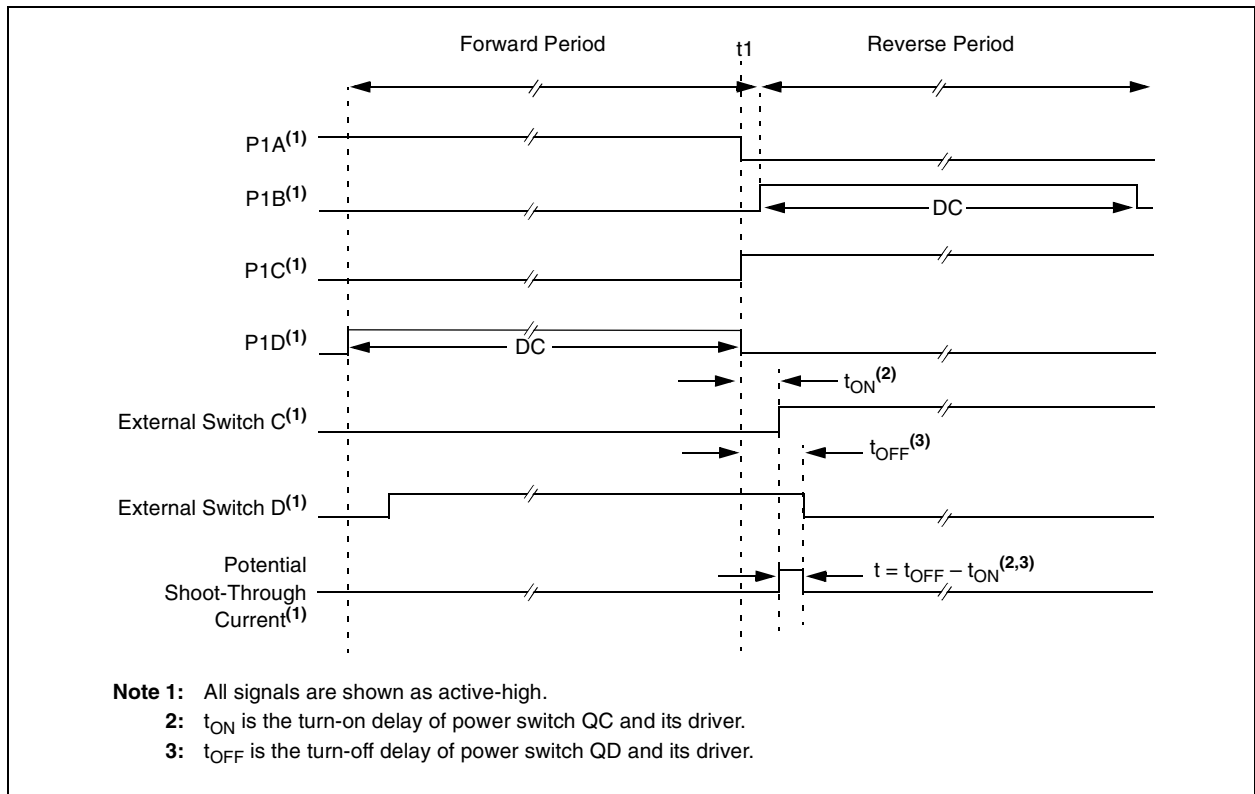 Forward Period t1 Reverse Period
P1A(1)
P1B(1)
DC
P1C(1)
P1D(1)
DC
tON(2)
External Switch C(1)
tOFF(3)
External Switch D(1)
Potential
Shoot-Through
Current(1)
t = tOFF – tON(2,3)
Note 1: All signals are shown as active-high.
2: tON is the turn-on delay of power switch QC and its driver.
3: tOFF is the turn-off delay of power switch QD and its driver.